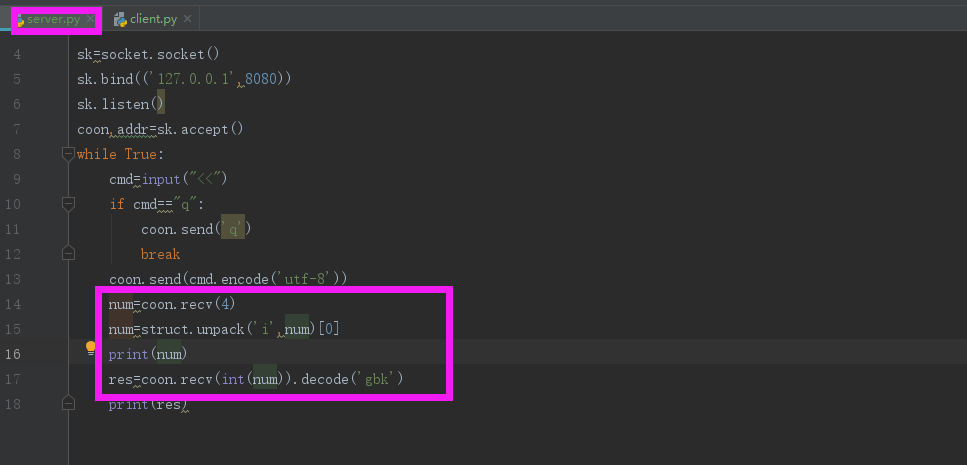 server.py × client.py ×
4 sk=socket.socket()
5 sk.bind(('127.0.0.1',8080))
6 sk.listen()
7 coon,addr=sk.accept()
8 while True:
9     cmd=input("<<")
10     if cmd=="q":
11         coon.send('q')
12         break
13     coon.send(cmd.encode('utf-8'))
14     num=coon.recv(4)
15     num=struct.unpack('i',num)[0]
16     print(num)
17     res=coon.recv(int(num)).decode('gbk')
18     print(res)